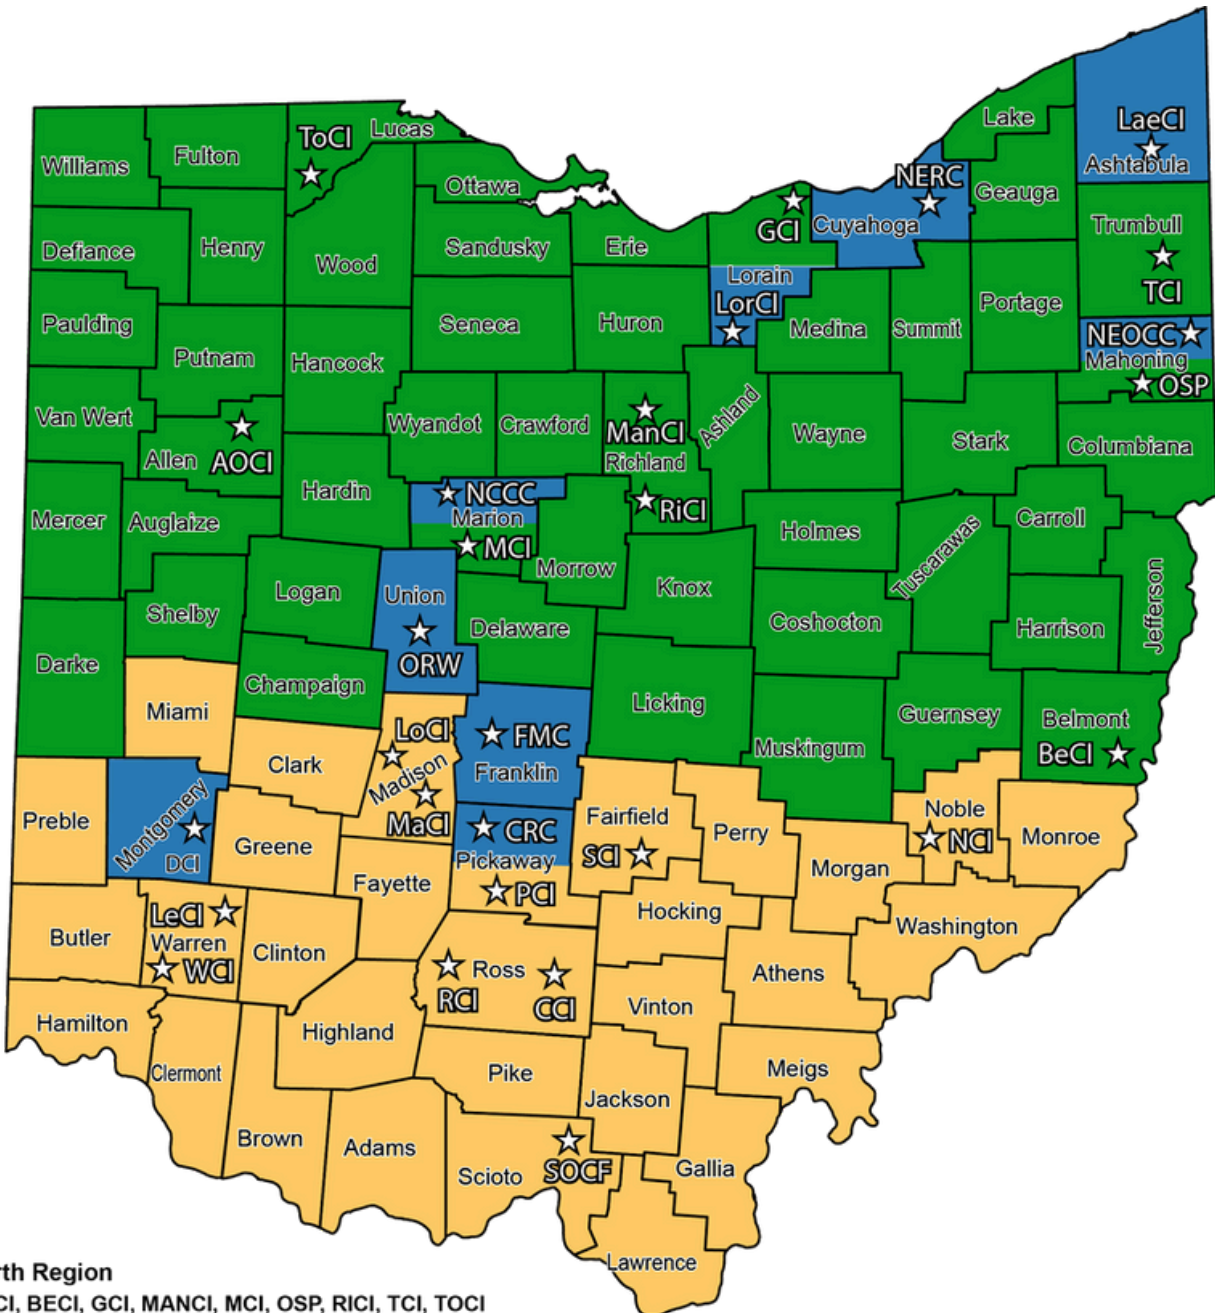 LaeCI
Ashtabula
Lake
ToCI
Lucas
Williams
Fulton
NERC
Geauga
Ottawa
GCI
Cuyahoga
Trumbull
Defiance
Henry
Wood
Sandusky
Erie
TCI
Lorain
LorCI
Portage
Paulding
Seneca
Huron
Medina
Summit
NEOCC
Mahoning
OSP
Putnam
Hancock
Van Wert
Wyandot
Crawford
ManCI
Richland
Ashland
Wayne
Stark
Columbiana
Allen
AOCI
Hardin
NCCC
Marion
MCI
RiCI
Mercer
Auglaize
Holmes
Carroll
Tuscarawas
Morrow
Knox
Logan
Union
ORW
Shelby
Delaware
Coshocton
Harrison
Jefferson
Darke
Champaign
Licking
Guernsey
Belmont
BeCI
Miami
LoCI
FMC
Franklin
Muskingum
Clark
Madison
MaCI
Preble
Montgomery
DCI
Greene
CRC
Pickaway
PCI
Fairfield
SCI
Perry
Noble
NCI
Monroe
Morgan
Fayette
Hocking
Washington
Butler
LeCI
Warren
WCI
Clinton
Ross
RCI
CCI
Athens
Vinton
Hamilton
Highland
Clermont
Pike
Meigs
Jackson
Brown
Adams
Scioto
SOCF
Gallia
Lawrence
Region
BECI, GCI, MANCI, MCI, OSP, RICI, TCI, TOCI